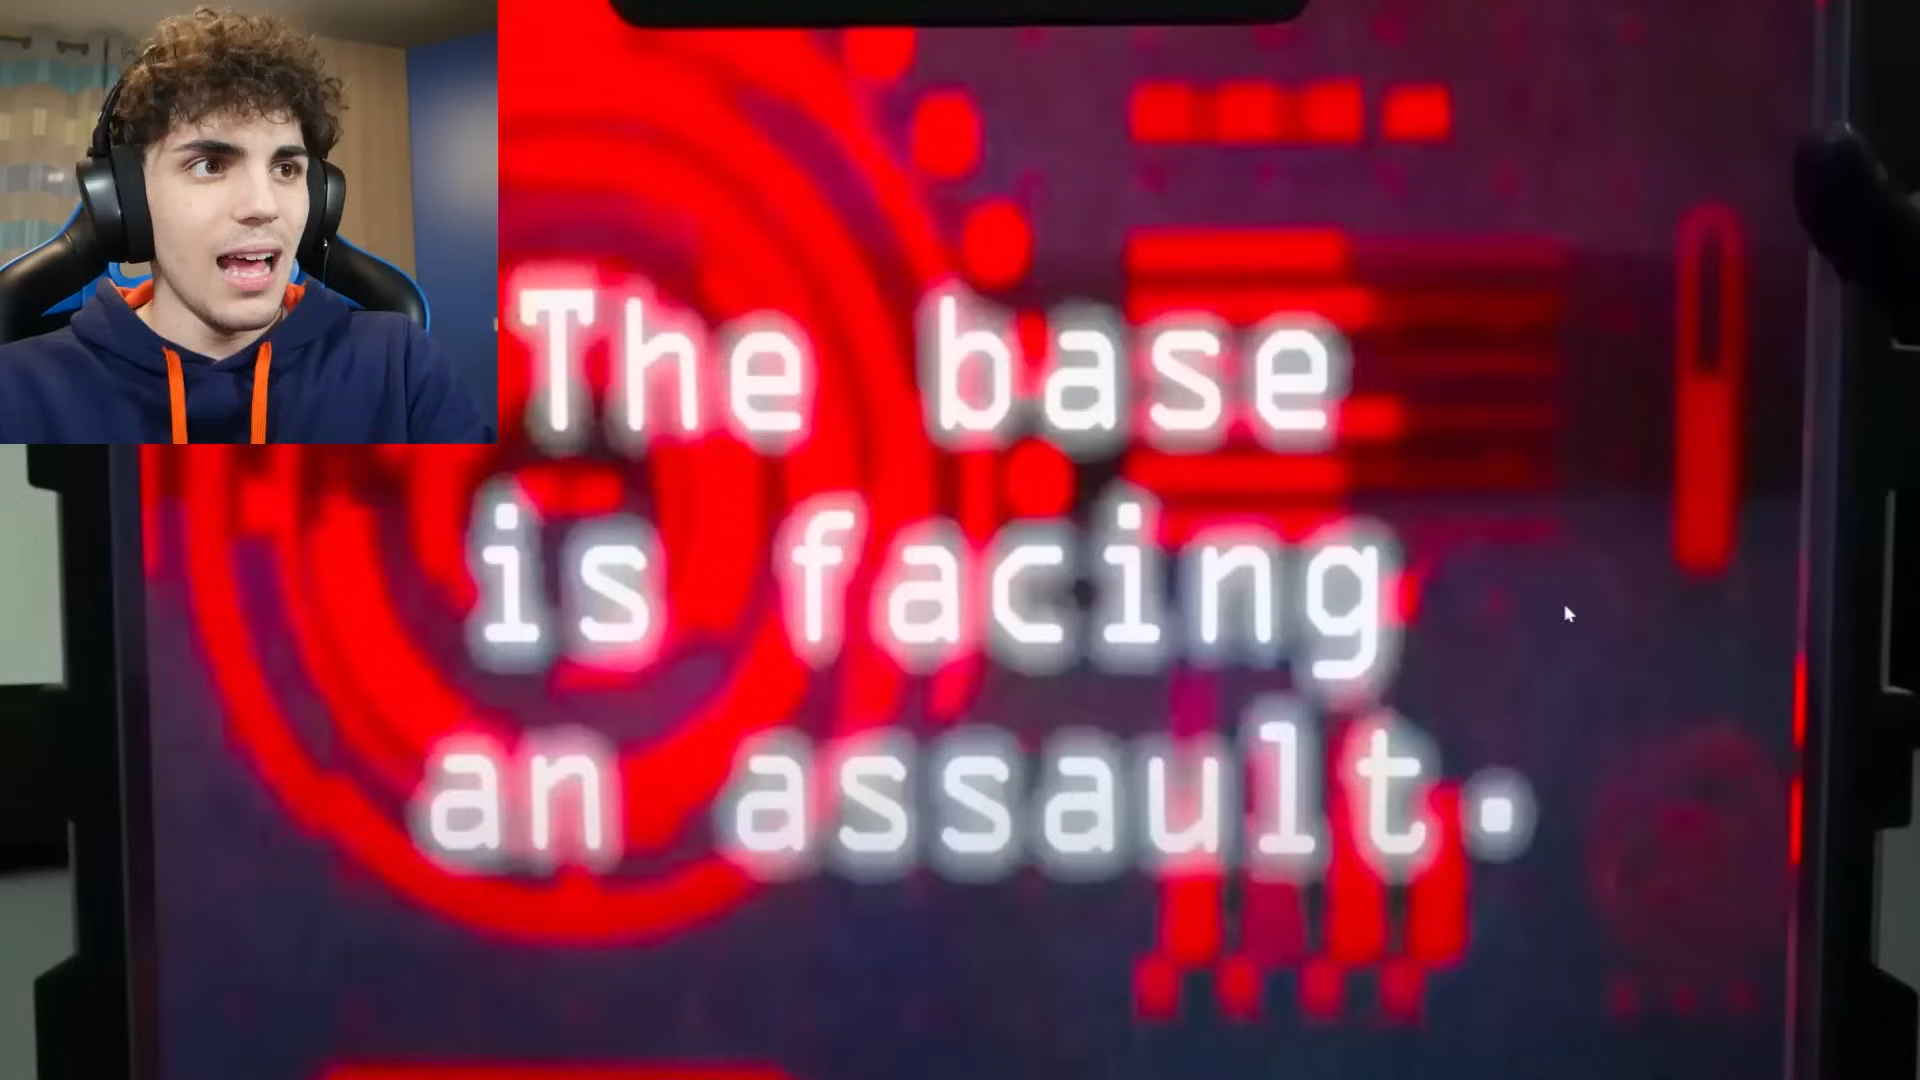 The base
is facing
an assault.